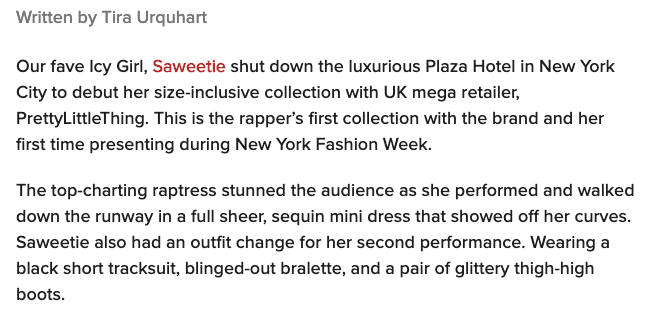 Written by Tira Urquhart
Our fave Icy Girl, Saweetie shut down the luxurious Plaza Hotel in New York
City to debut her size-inclusive collection with UK mega retailer,
PrettyLittleThing. This is the rapper’s first collection with the brand and her
first time presenting during New York Fashion Week.
The top-charting raptress stunned the audience as she performed and walked
down the runway in a full sheer, sequin mini dress that showed off her curves.
Saweetie also had an outfit change for her second performance. Wearing a
black short tracksuit, blinged-out bralette, and a pair of glittery thigh-high
boots.